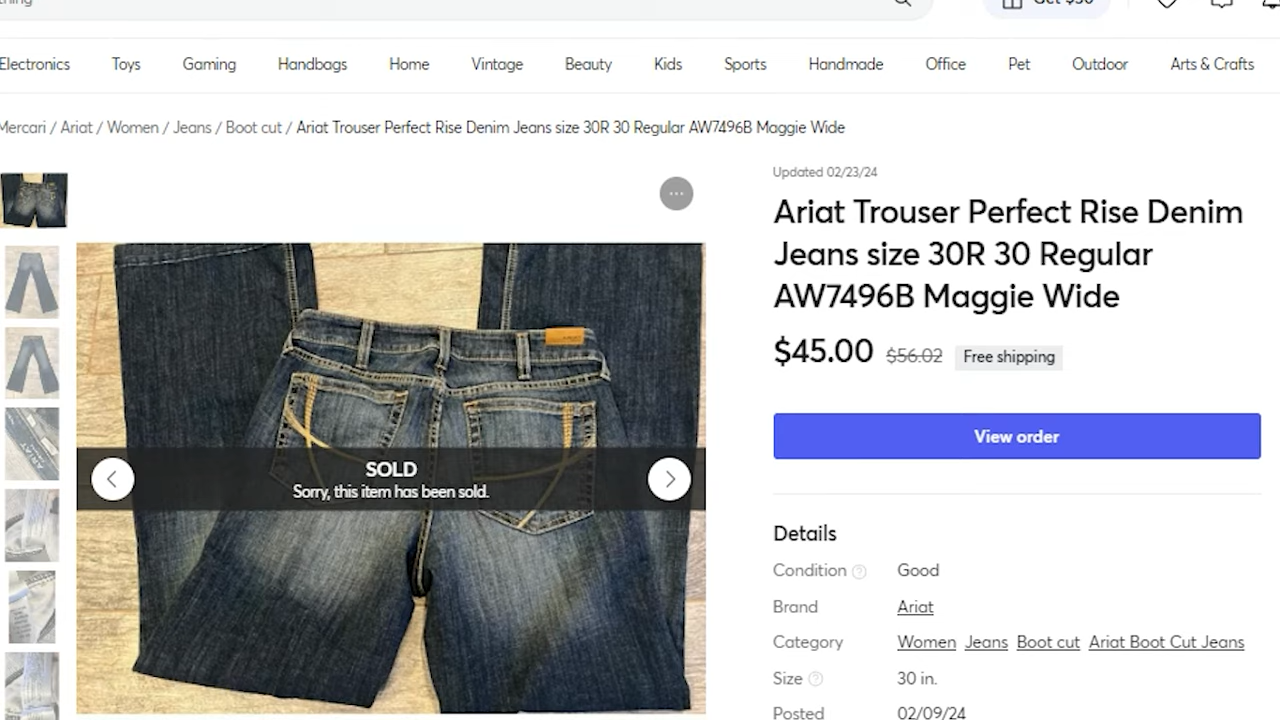 Electronics Toys Gaming Handbags Home Vintage Beauty Kids Sports Handmade Office Pet Outdoor Arts & Crafts
Mercari / Ariat / Women / Jeans / Boot cut / Ariat Trouser Perfect Rise Denim Jeans size 30R 30 Regular AW7496B Maggie Wide
Updated 02/23/24
Ariat Trouser Perfect Rise Denim
Jeans size 30R 30 Regular
AW7496B Maggie Wide
$45.00 $56.02 Free shipping
View order
SOLD
Sorry, this item has been sold.
Details
Condition Good
Brand Ariat
Category Women Jeans Boot cut Ariat Boot Cut Jeans
Size 30 in.
Posted 02/09/24